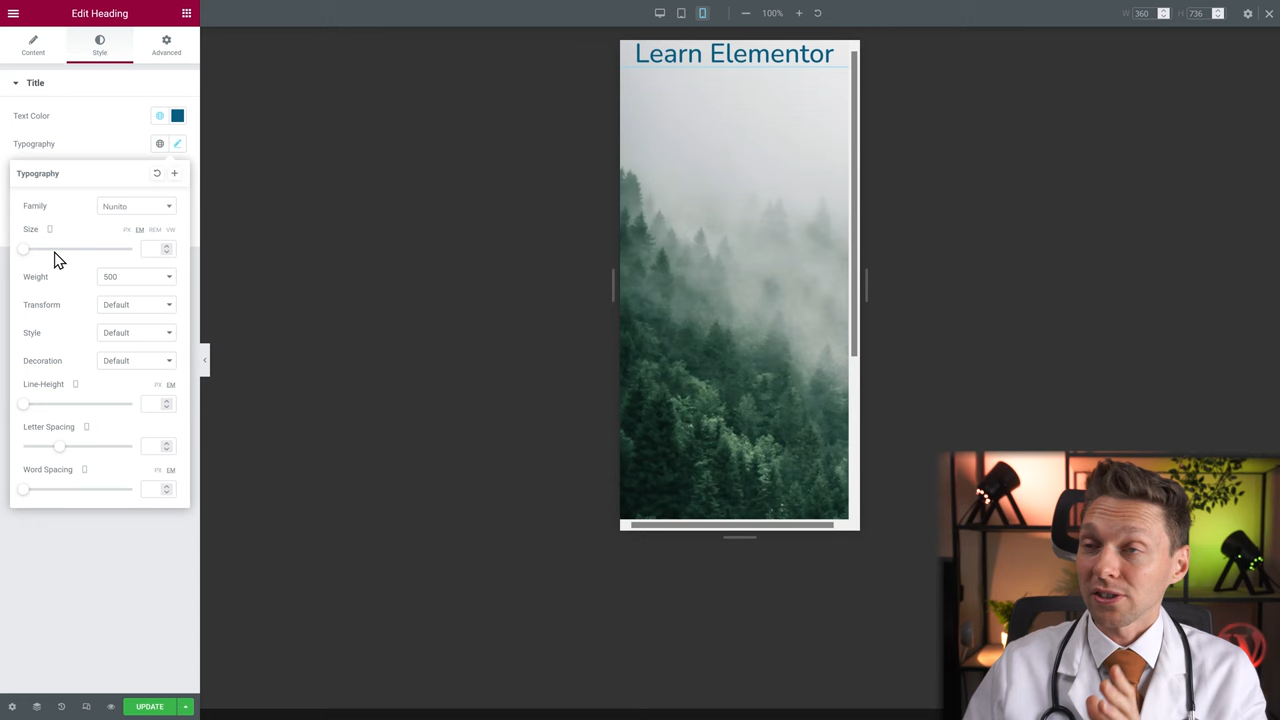 Edit Heading
100%
W 360 H 736
Content Style Advanced
Title
Text Color
Typography
Typography
Family Nunito
Size PX EM REM VW
Weight 500
Transform Default
Style Default
Decoration Default
Line-Height PX EM
Letter Spacing
Word Spacing PX EM
UPDATE
Learn Elementor